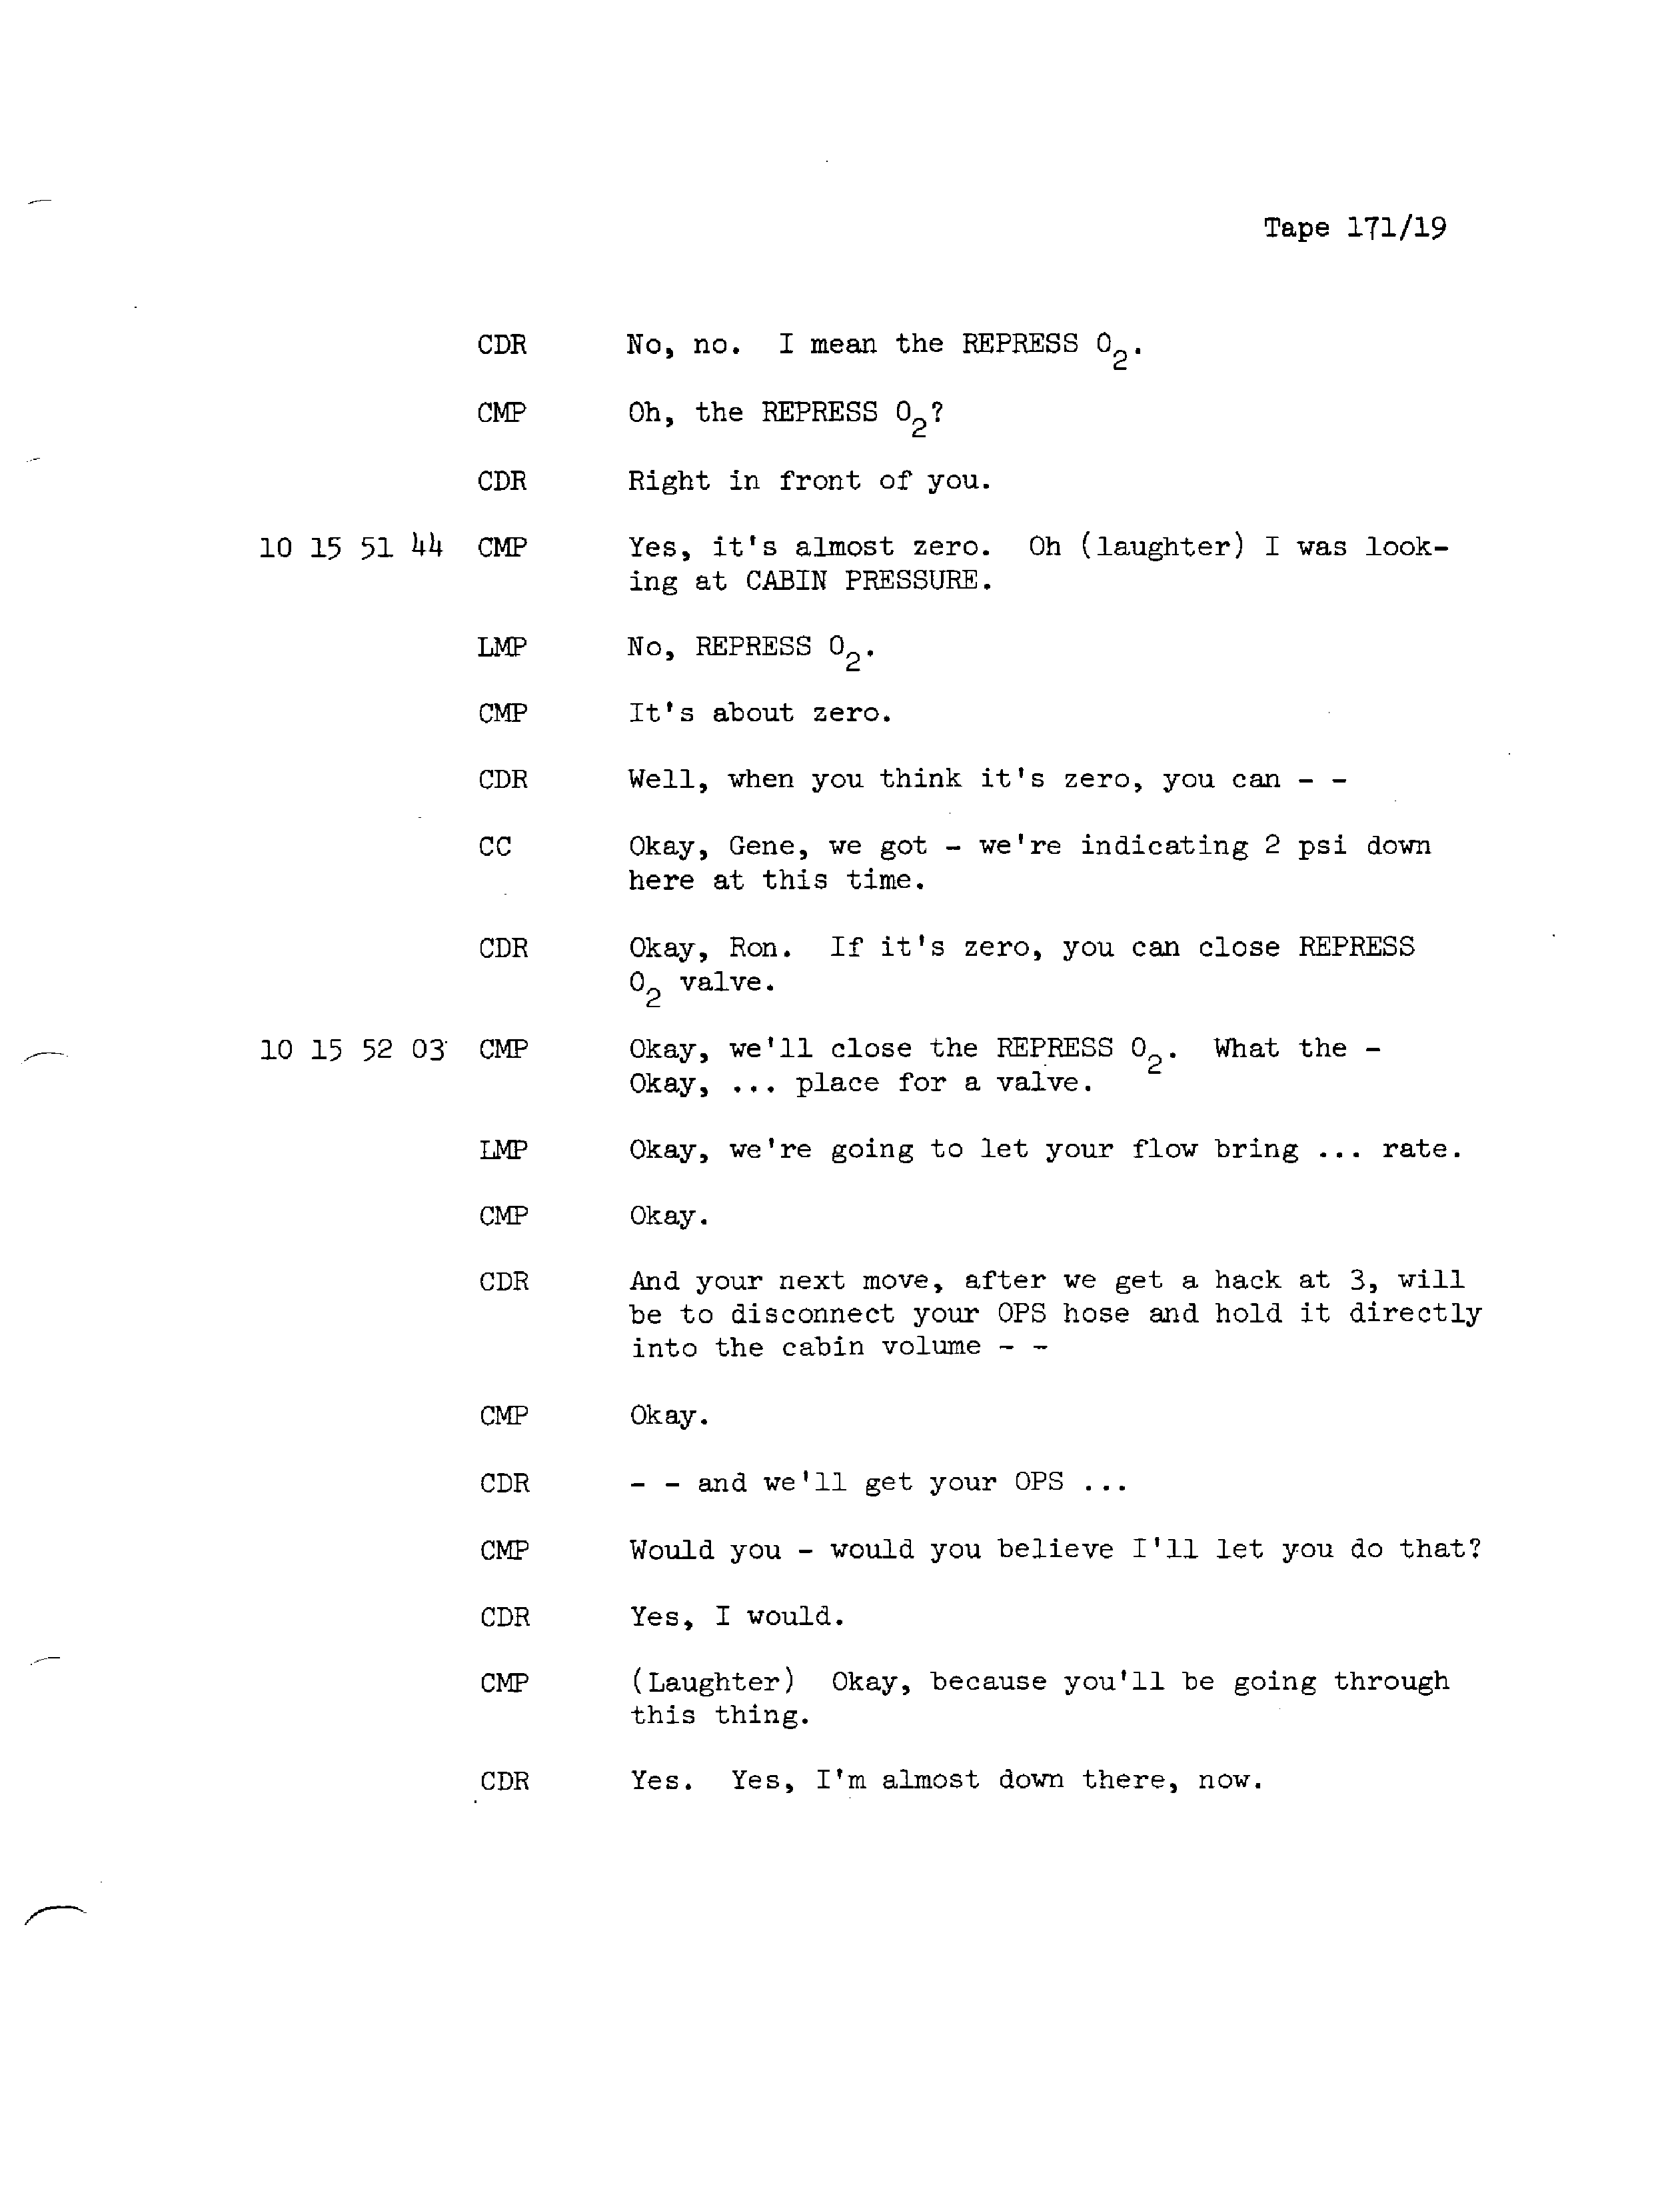 Tape 171/19
CDR No, no. I mean the REPRESS O2.
CMP Oh, the REPRESS O2?
CDR Right in front of you.
10 15 51 44 CMP Yes, it's almost zero. Oh (laughter) I was look-
ing at CABIN PRESSURE.
LMP No, REPRESS O2.
CMP It's about zero.
CDR Well, when you think it's zero, you can - -
CC Okay, Gene, we got - we're indicating 2 psi down
here at this time.
CDR Okay, Ron. If it's zero, you can close REPRESS
O2 valve.
10 15 52 03 CMP Okay, we'll close the REPRESS O2. What the -
Okay, ... place for a valve.
LMP Okay, we're going to let your flow bring ... rate.
CMP Okay.
CDR And your next move, after we get a hack at 3, will
be to disconnect your OPS hose and hold it directly
into the cabin volume - -
CMP Okay.
CDR - - and we'll get your OPS ...
CMP Would you - would you believe I'll let you do that?
CDR Yes, I would.
CMP (Laughter) Okay, because you'll be going through
this thing.
CDR Yes. Yes, I'm almost down there, now.